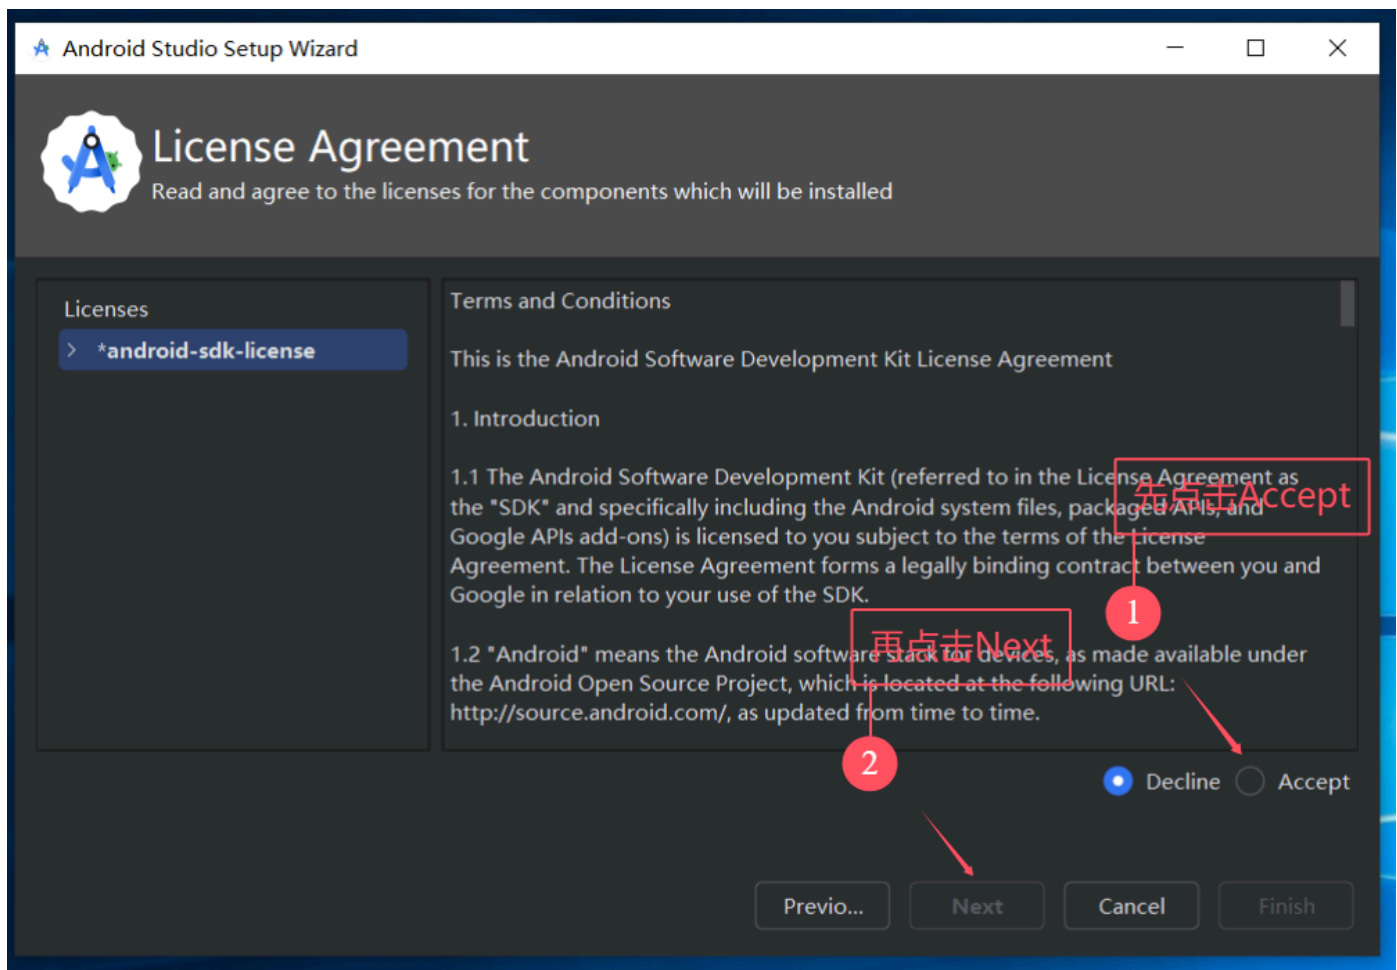 Android Studio Setup Wizard
License Agreement
Read and agree to the licenses for the components which will be installed
Licenses
*android-sdk-license
Terms and Conditions
This is the Android Software Development Kit License Agreement
1. Introduction
1.1 The Android Software Development Kit (referred to in the License Agreement as
the "SDK" and specifically including the Android system files, packaged APIs, and
Google APIs add-ons) is licensed to you subject to the terms of the License
Agreement. The License Agreement forms a legally binding contract between you and
Google in relation to your use of the SDK.
1.2 "Android" means the Android software stack for devices, as made available under
the Android Open Source Project, which is located at the following URL:
http://source.android.com/, as updated from time to time.
先点击Accept
1
再点击Next
2
Decline
Accept
Previo...
Next
Cancel
Finish